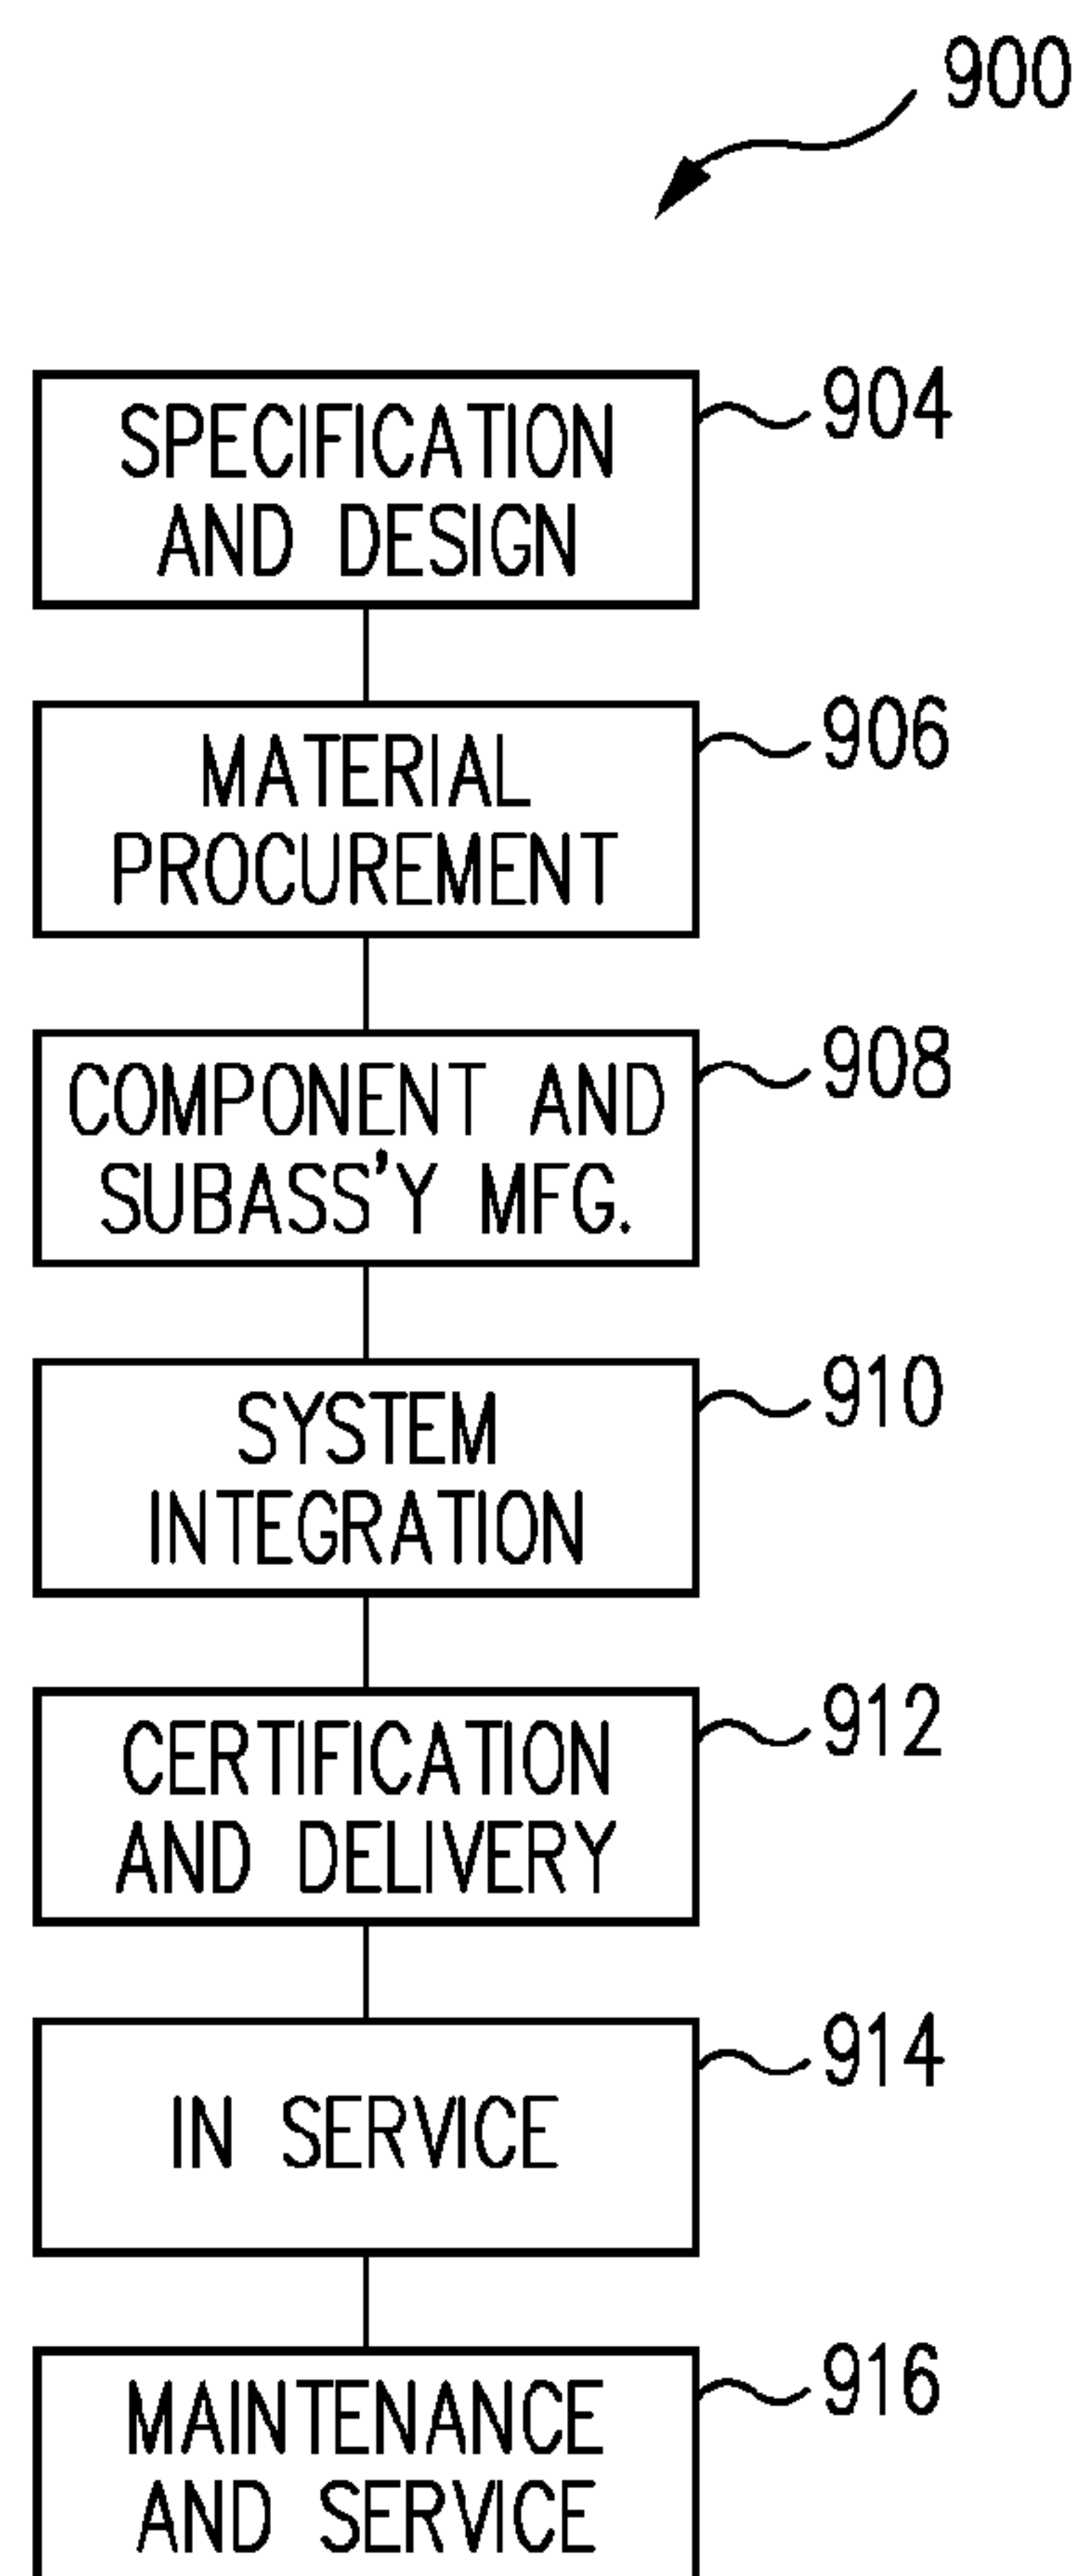 900
SPECIFICATION
AND DESIGN
904
MATERIAL
PROCUREMENT
906
COMPONENT AND
SUBASS'Y MFG.
908
SYSTEM
INTEGRATION
910
CERTIFICATION
AND DELIVERY
912
IN SERVICE
914
MAINTENANCE
AND SERVICE
916